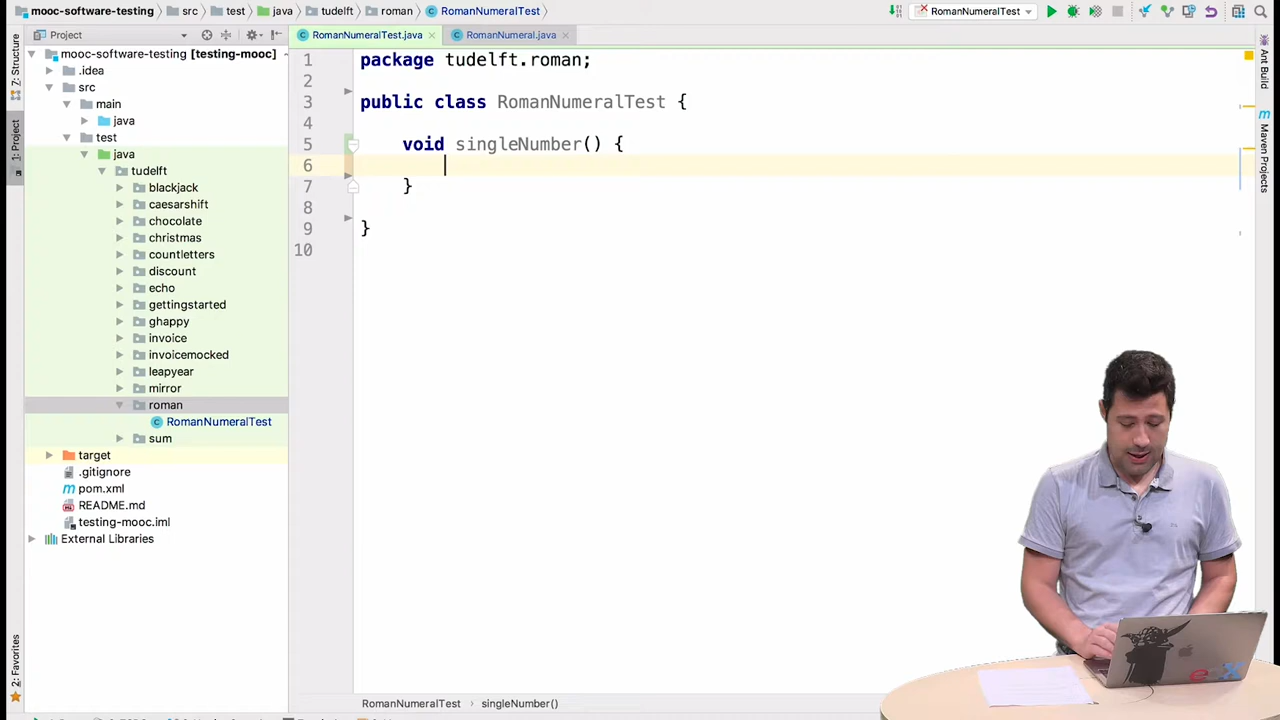 mooc-software-testing src test java tudelft roman RomanNumeralTest
RomanNumeralTest
Project
RomanNumeralTest.java
RomanNumeral.java
mooc-software-testing [testing-mooc]
.idea
src
main
java
test
java
tudelft
blackjack
caesarshift
chocolate
christmas
countletters
discount
echo
gettingstarted
ghappy
invoice
invoicemocked
leapyear
mirror
roman
RomanNumeralTest
sum
target
.gitignore
pom.xml
README.md
testing-mooc.iml
External Libraries
7: Structure
1: Project
2: Favorites
1 package tudelft.roman;
2
3 public class RomanNumeralTest {
4
5 void singleNumber() {
6
7 }
8
9 }
10
Ant Build
Maven Projects
RomanNumeralTest singleNumber()